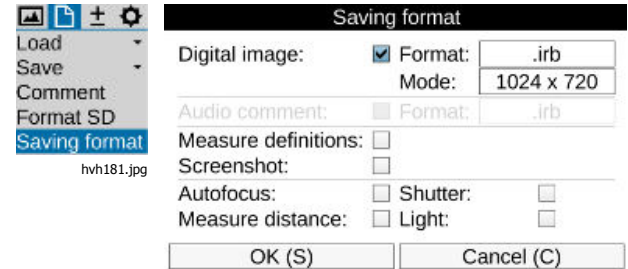 Load
Save
Comment
Format SD
Saving format
hvh181.jpg
Saving format
Digital image: Format: .irb
Mode: 1024 x 720
Audio comment: Format: .irb
Measure definitions:
Screenshot:
Autofocus: Shutter:
Measure distance: Light:
OK (S) Cancel (C)